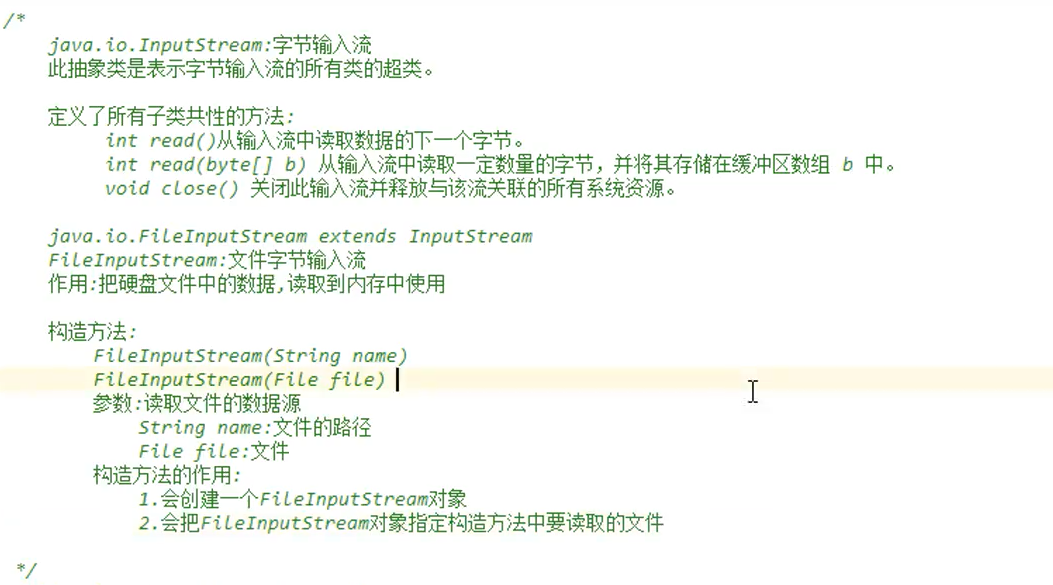 /*
java.io.InputStream:字节输入流
此抽象类是表示字节输入流的所有类的超类。
定义了所有子类共性的方法:
int read()从输入流中读取数据的下一个字节。
int read(byte[] b) 从输入流中读取一定数量的字节，并将其存储在缓冲区数组 b 中。
void close() 关闭此输入流并释放与该流关联的所有系统资源。
java.io.FileInputStream extends InputStream
FileInputStream:文件字节输入流
作用:把硬盘文件中的数据,读取到内存中使用
构造方法:
FileInputStream(String name)
FileInputStream(File file)
参数:读取文件的数据源
String name:文件的路径
File file:文件
构造方法的作用:
1.会创建一个FileInputStream对象
2.会把FileInputStream对象指定构造方法中要读取的文件
*/